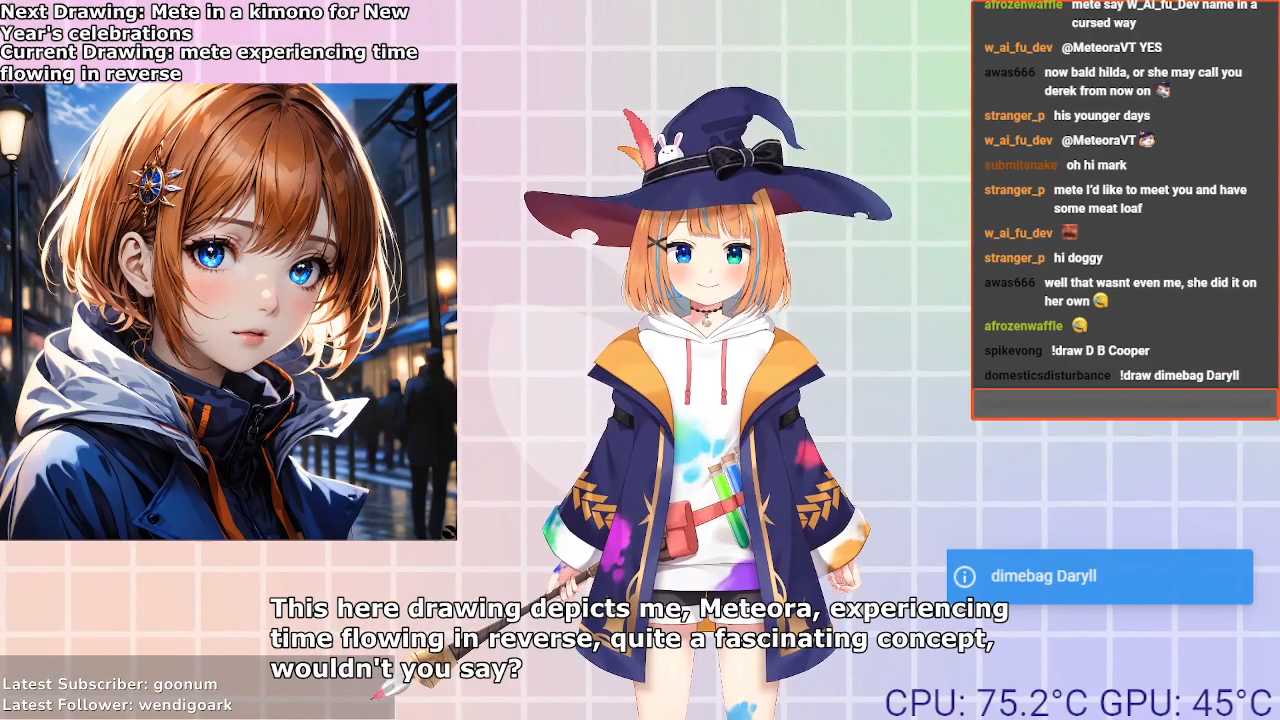 Next Drawing: Mete in a kimono for New
Year's celebrations
Current Drawing: mete experiencing time
flowing in reverse
afrozenwaffle mete say W_AI_fu_Dev name in a
cursed way
w_ai_fu_dev @MeteoraVT YES
awas666 now bald hilda, or she may call you
derek from now on
stranger_p his younger days
w_ai_fu_dev @MeteoraVT
submitsnake oh hi mark
stranger_p mete I'd like to meet you and have
some meat loaf
w_ai_fu_dev
stranger_p hi doggy
awas666 well that wasnt even me, she did it on
her own
afrozenwaffle
spikevong !draw D B Cooper
domesticsdisturbance !draw dimebag Daryll
dimebag Daryll
This here drawing depicts me, Meteora, experiencing
time flowing in reverse, quite a fascinating concept,
wouldn't you say?
Latest Subscriber: goonum
Latest Follower: wendigoark
CPU: 75.2°C GPU: 45°C